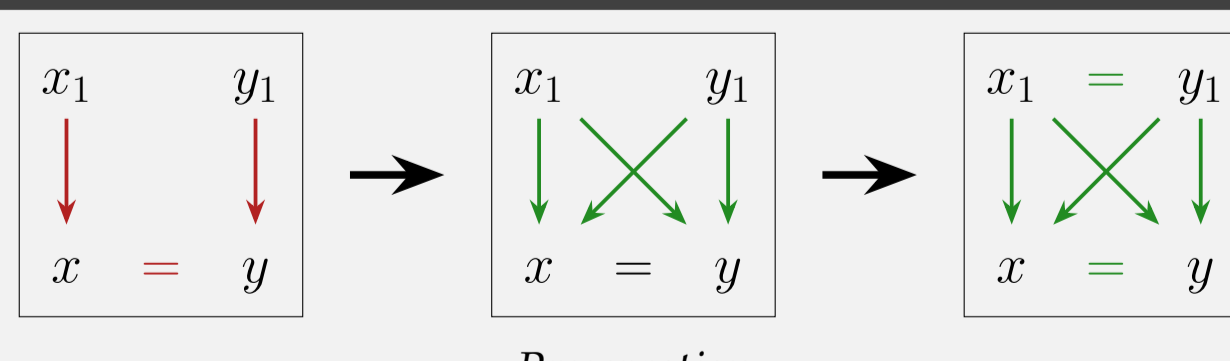 x₁ y₁ x₁ y₁ x₁ = y₁
x = y x = y x = y